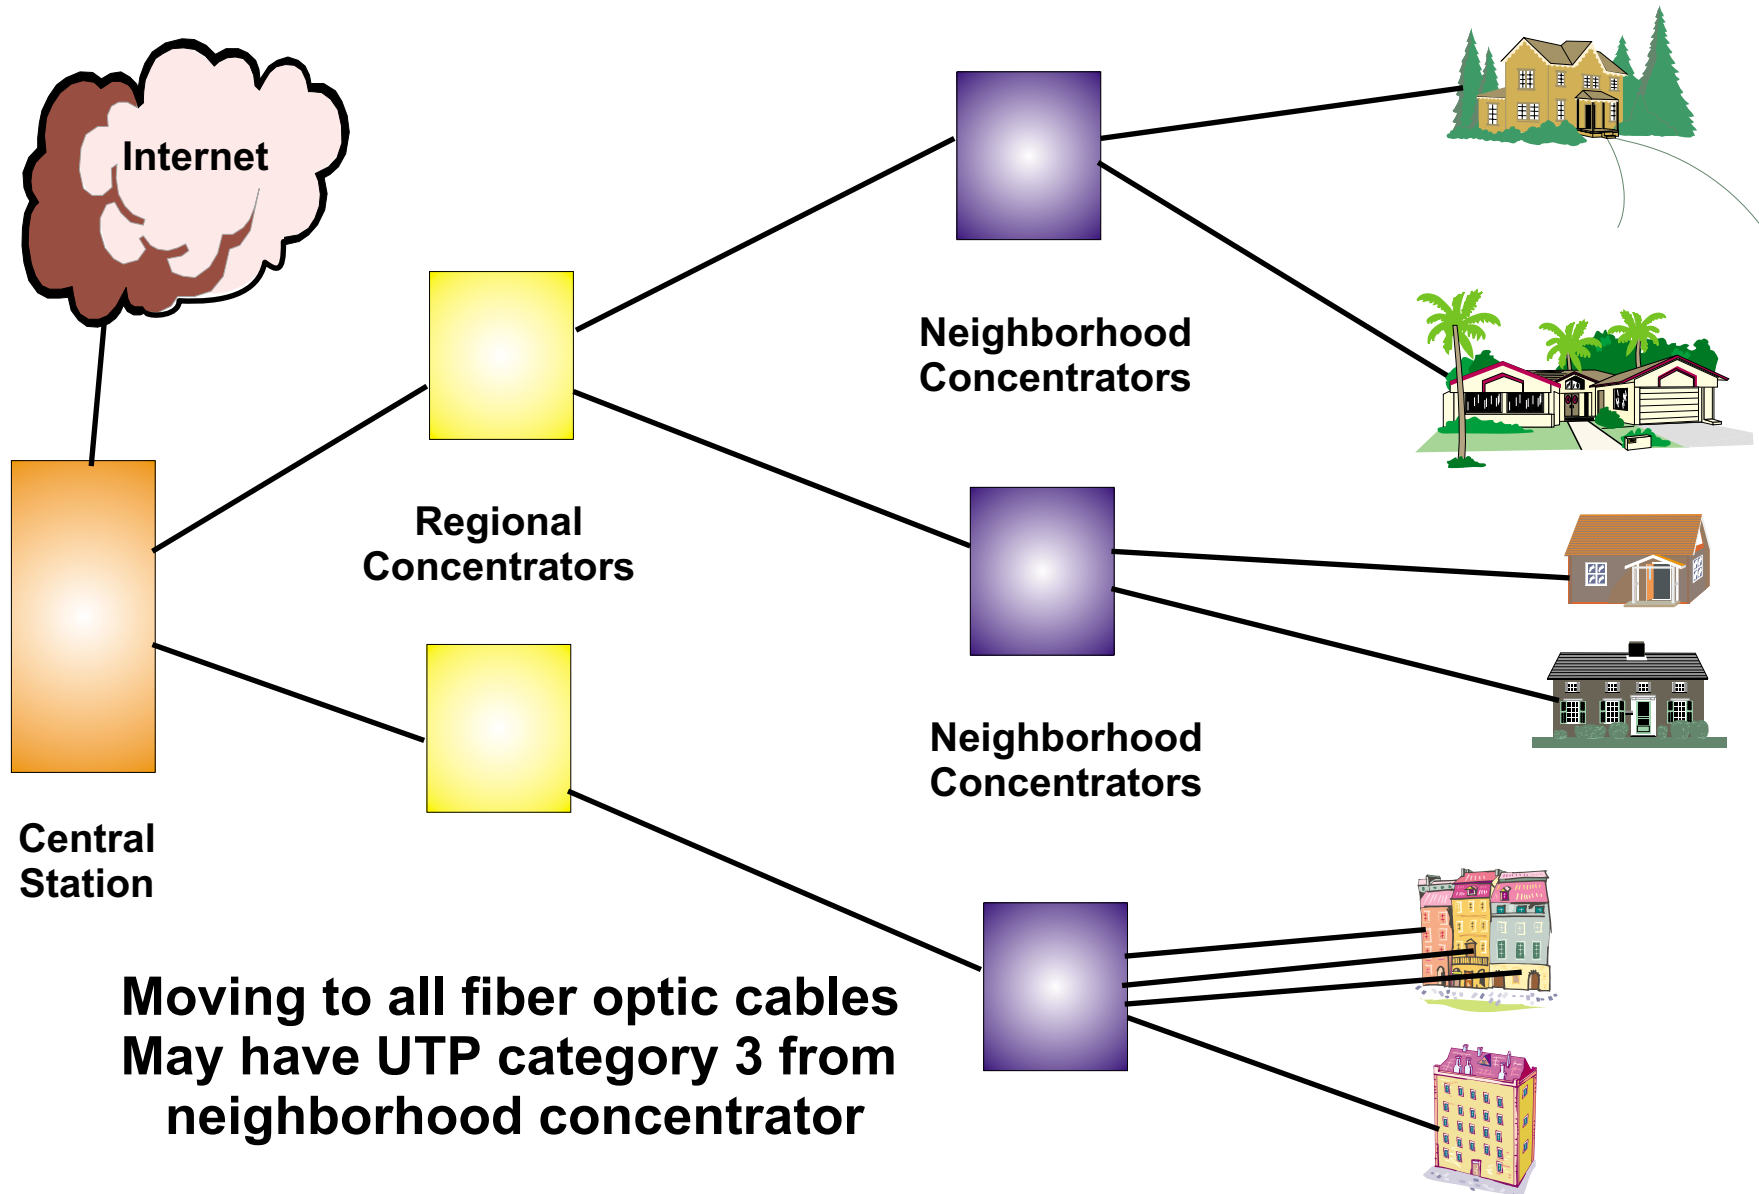 Internet
Neighborhood
Concentrators
Regional
Concentrators
Neighborhood
Concentrators
Central
Station
Moving to all fiber optic cables
May have UTP category 3 from
neighborhood concentrator